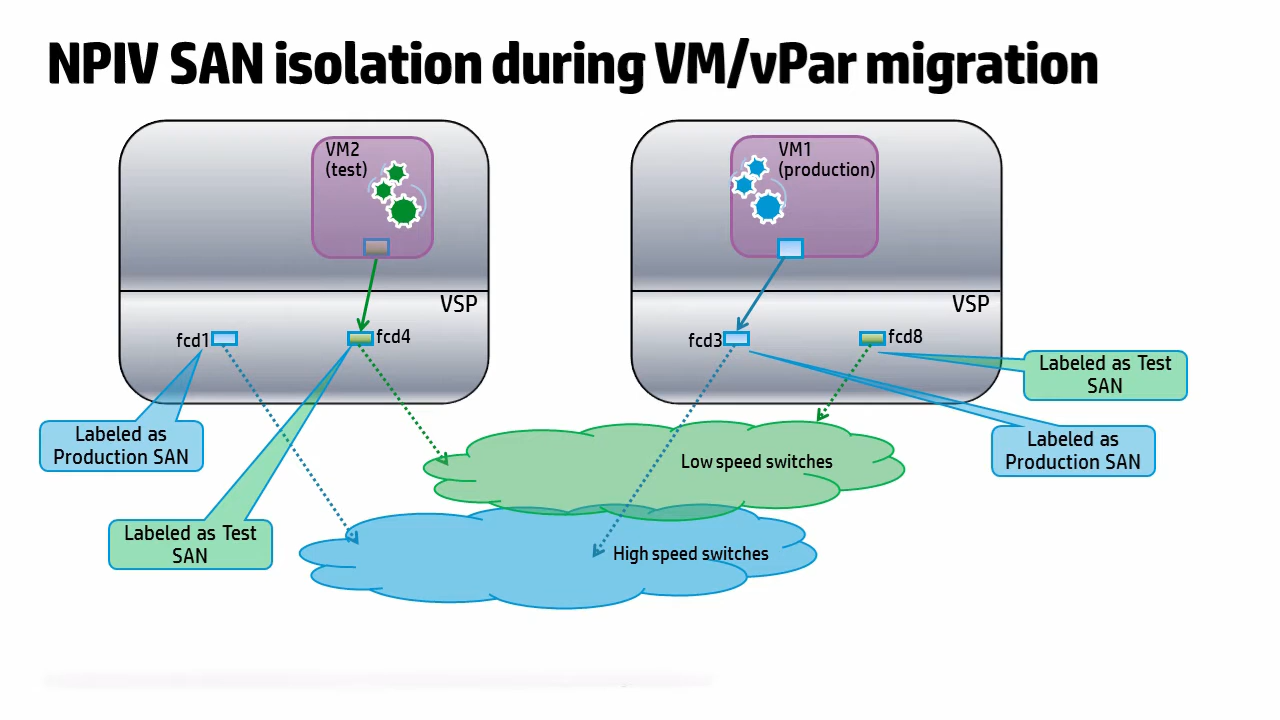 NPIV SAN isolation during VM/vPar migration
VM2
(test)
VSP
fcd1
fcd4
Labeled as
Production SAN
Labeled as Test
SAN
VM1
(production)
VSP
fcd3
fcd8
Labeled as Test
SAN
Labeled as
Production SAN
Low speed switches
High speed switches